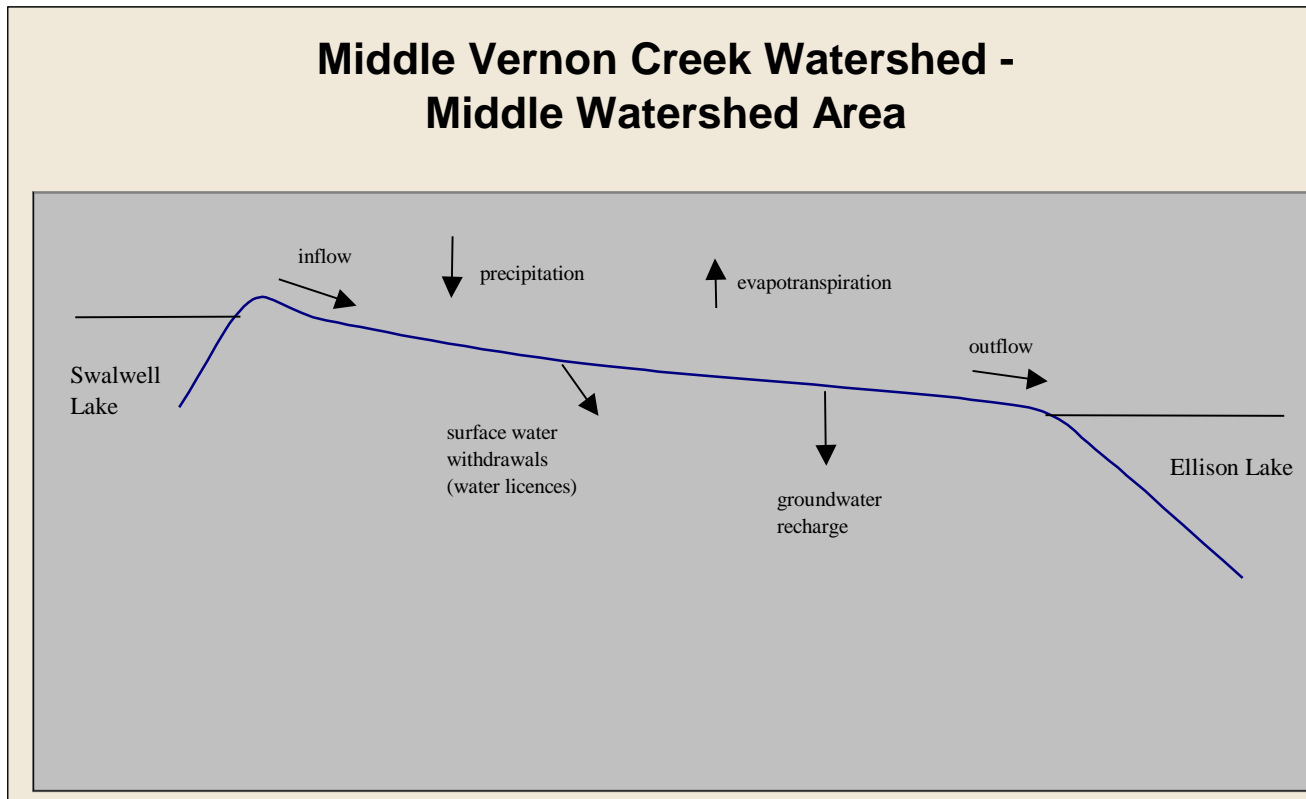 Middle Vernon Creek Watershed -
Middle Watershed Area
inflow
precipitation
evapotranspiration
outflow
Swalwell
Lake
surface water
withdrawals
(water licences)
groundwater
recharge
Ellison Lake